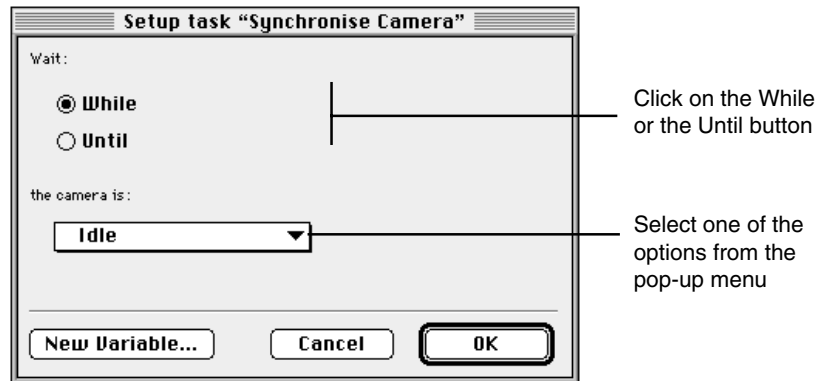 Setup task “Synchronise Camera”
Wait:
While
Until
Click on the While
or the Until button
the camera is:
Idle
Select one of the
options from the
pop-up menu
New Variable...
Cancel
OK